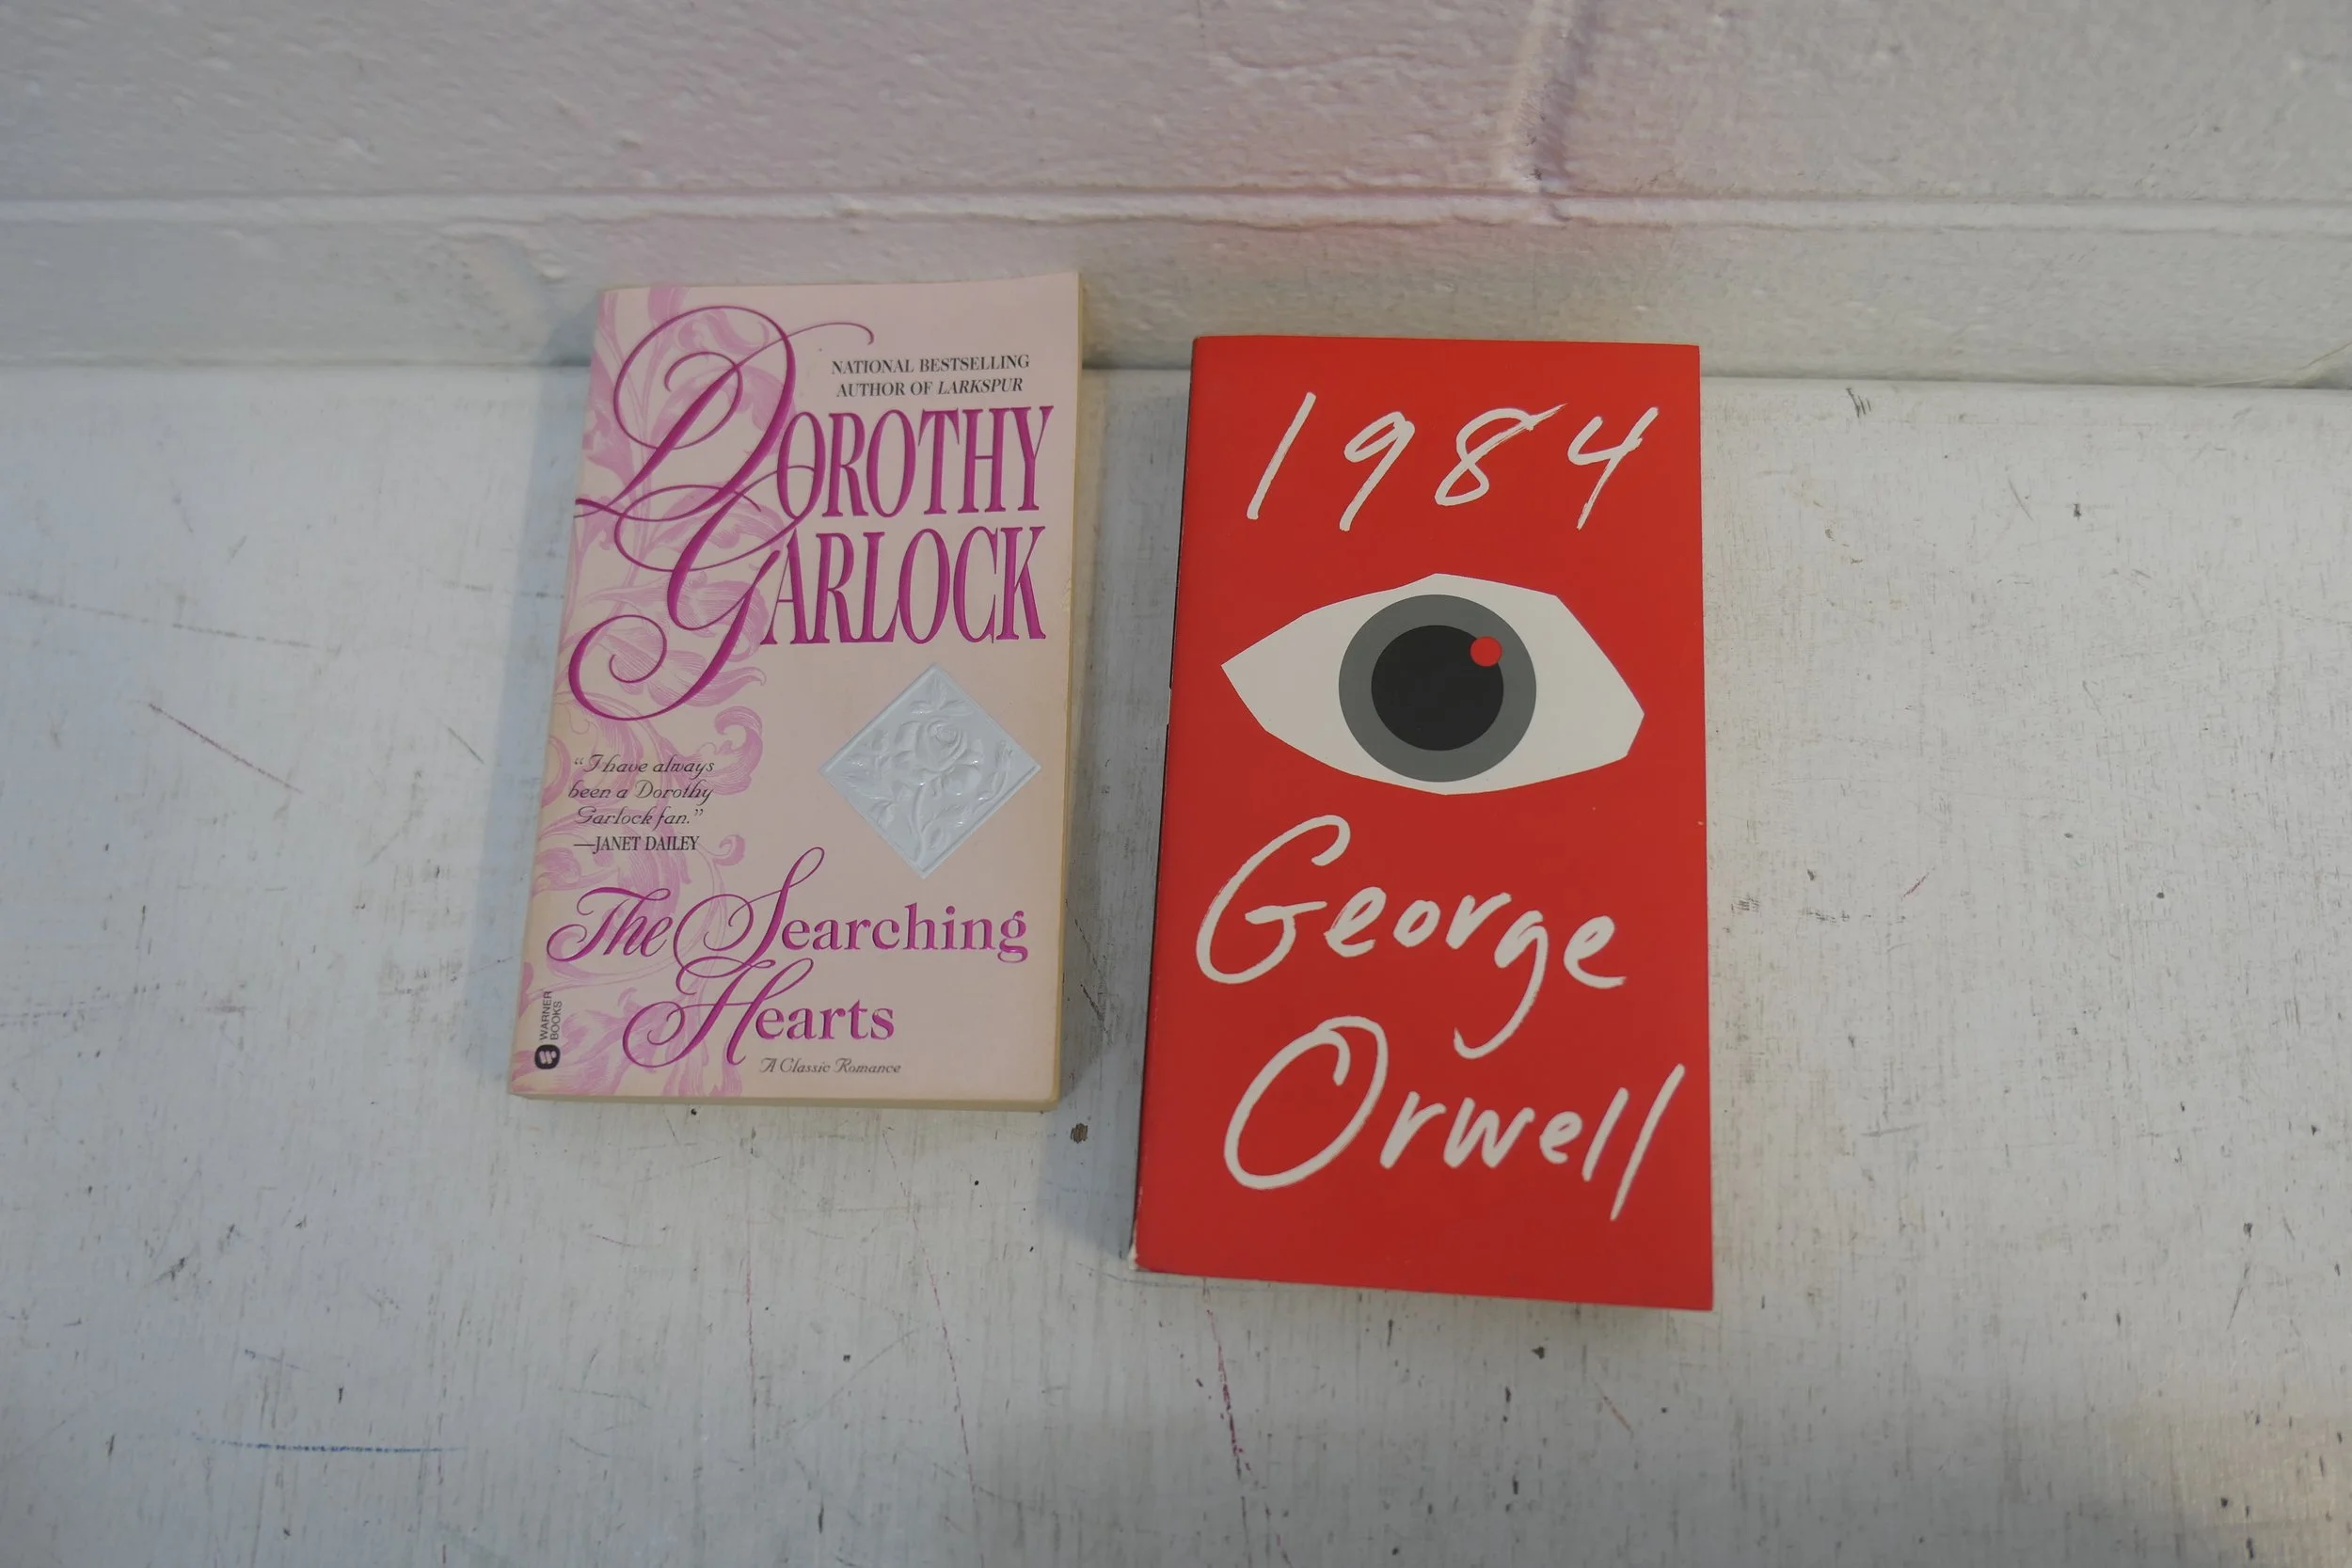 NATIONAL BESTSELLING
AUTHOR OF LARKSPUR
DOROTHY
GARLOCK
“I have always
been a Dorothy
Garlock fan.”
—JANET DAILEY
The Searching
Hearts
A Classic Romance
WARNER
BOOKS
1984
George
Orwell